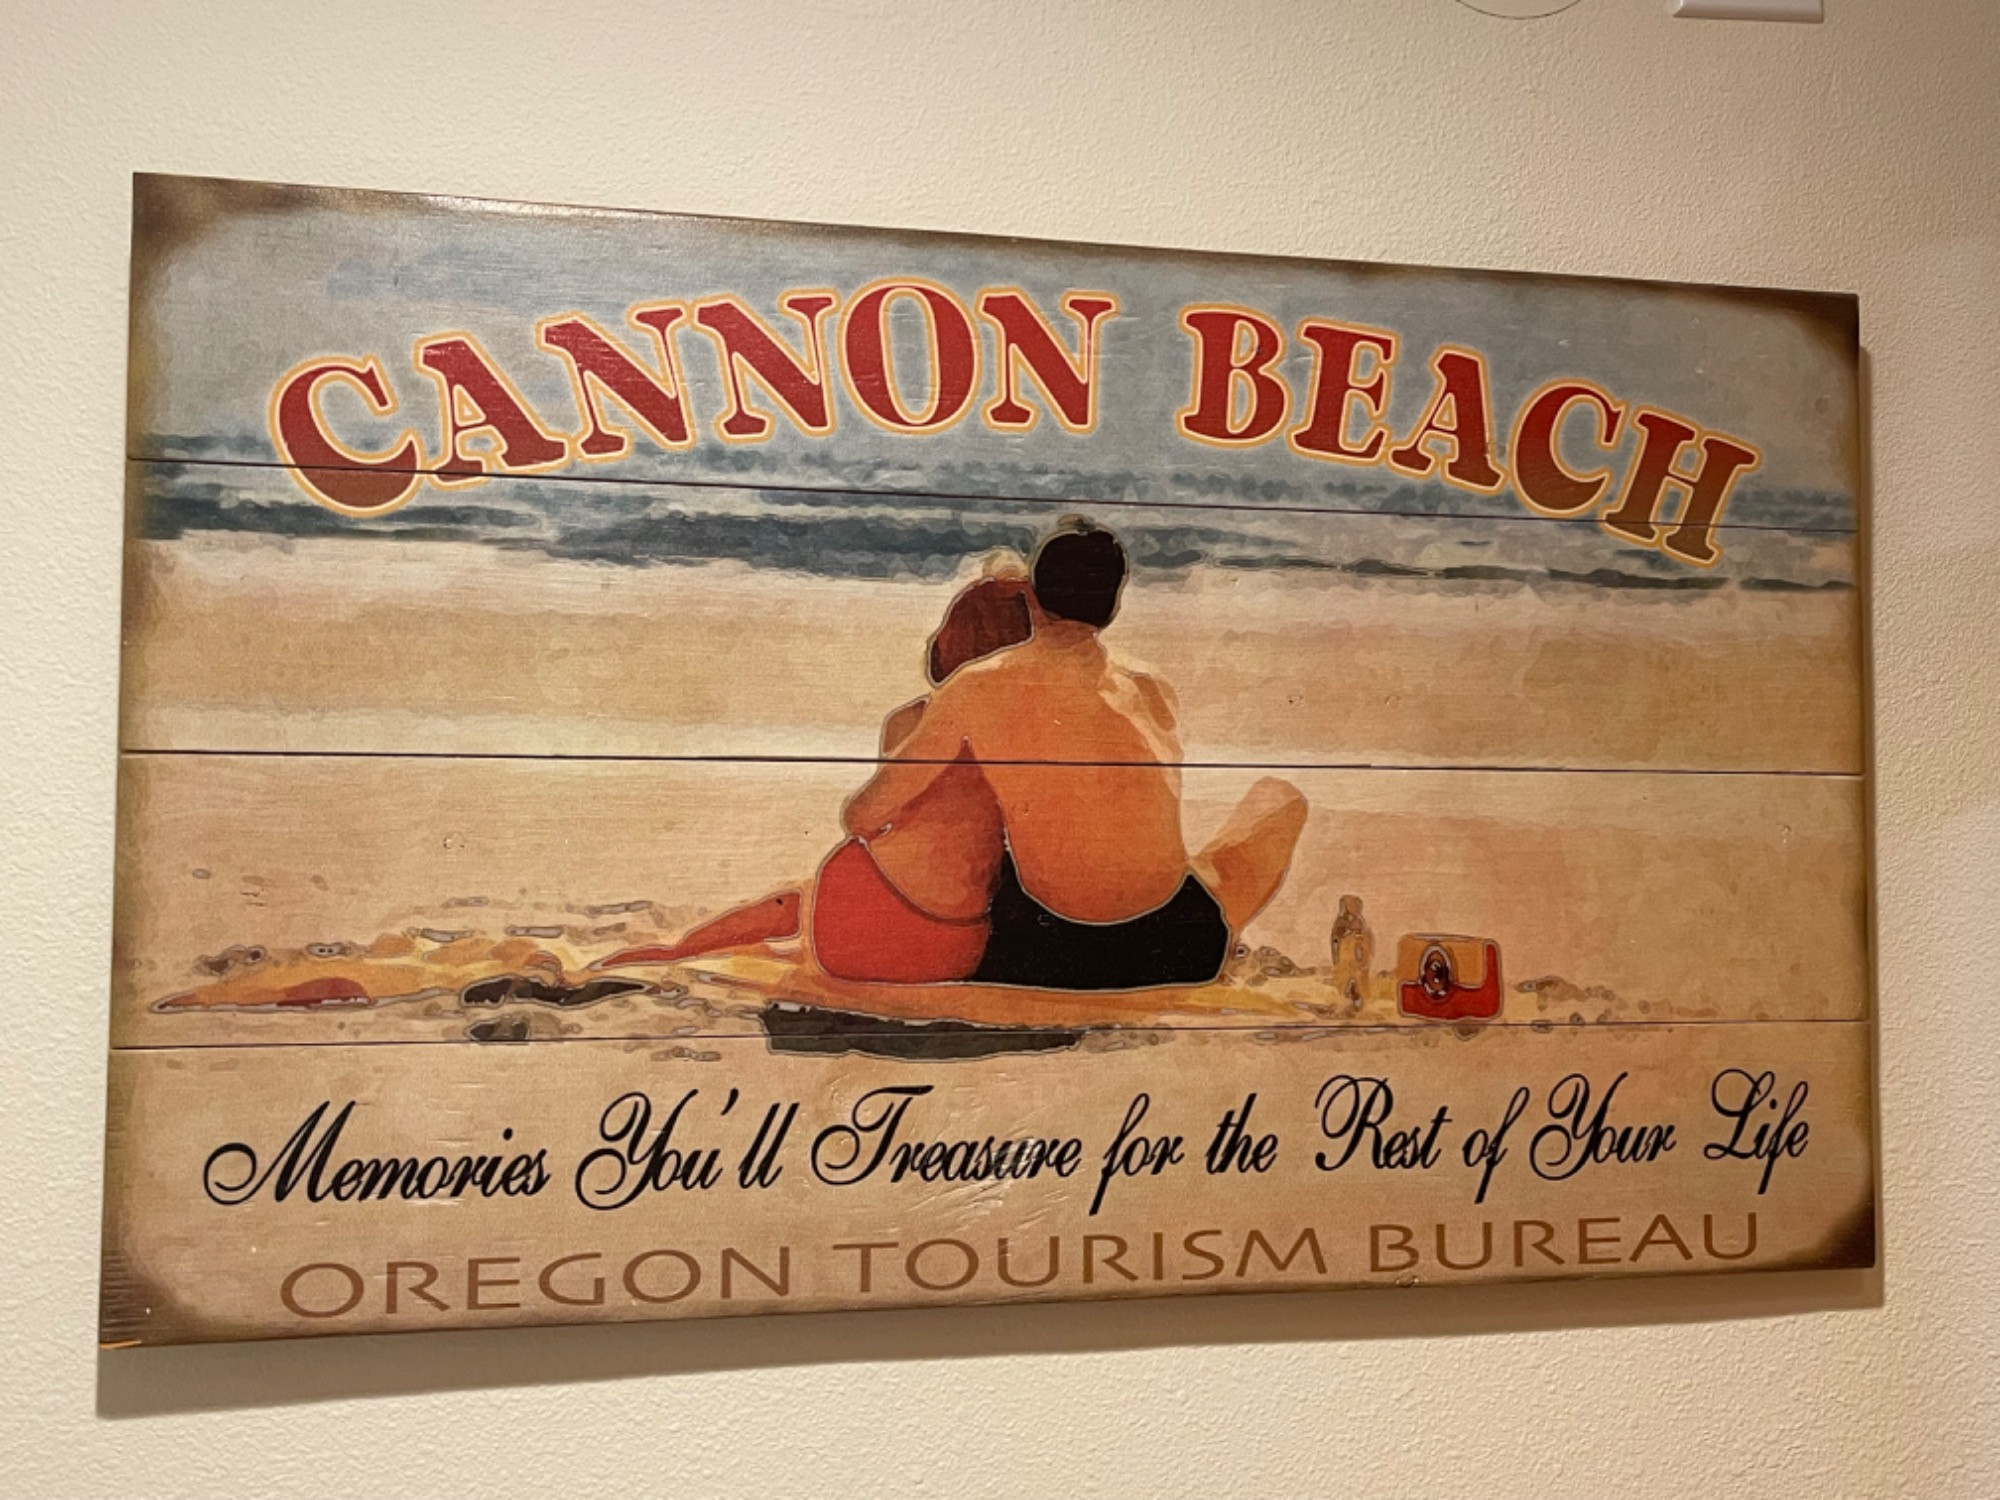 CANNON BEACH
Memories You'll Treasure for the Rest of Your Life
OREGON TOURISM BUREAU